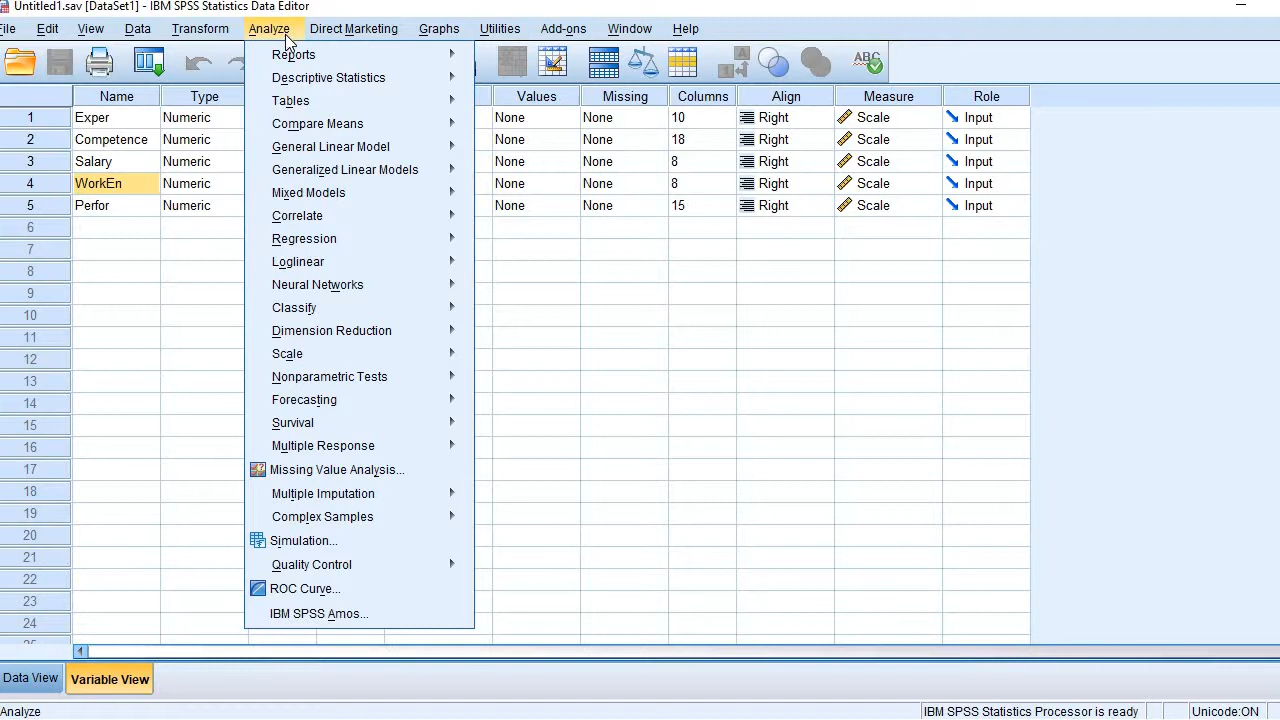 Untitled1.sav [DataSet1] - IBM SPSS Statistics Data Editor
File Edit View Data Transform Analyze Direct Marketing Graphs Utilities Add-ons Window Help
ABC
Name Type Values Missing Columns Align Measure Role
1 Exper Numeric None None 10 Right Scale Input
2 Competence Numeric None None 18 Right Scale Input
3 Salary Numeric None None 8 Right Scale Input
4 WorkEn Numeric None None 8 Right Scale Input
5 Perfor Numeric None None 15 Right Scale Input
6
7
8
9
10
11
12
13
14
15
16
17
18
19
20
21
22
23
24
Reports
Descriptive Statistics
Tables
Compare Means
General Linear Model
Generalized Linear Models
Mixed Models
Correlate
Regression
Loglinear
Neural Networks
Classify
Dimension Reduction
Scale
Nonparametric Tests
Forecasting
Survival
Multiple Response
Missing Value Analysis...
Multiple Imputation
Complex Samples
Simulation...
Quality Control
ROC Curve...
IBM SPSS Amos...
Data View Variable View
Analyze IBM SPSS Statistics Processor is ready Unicode:ON